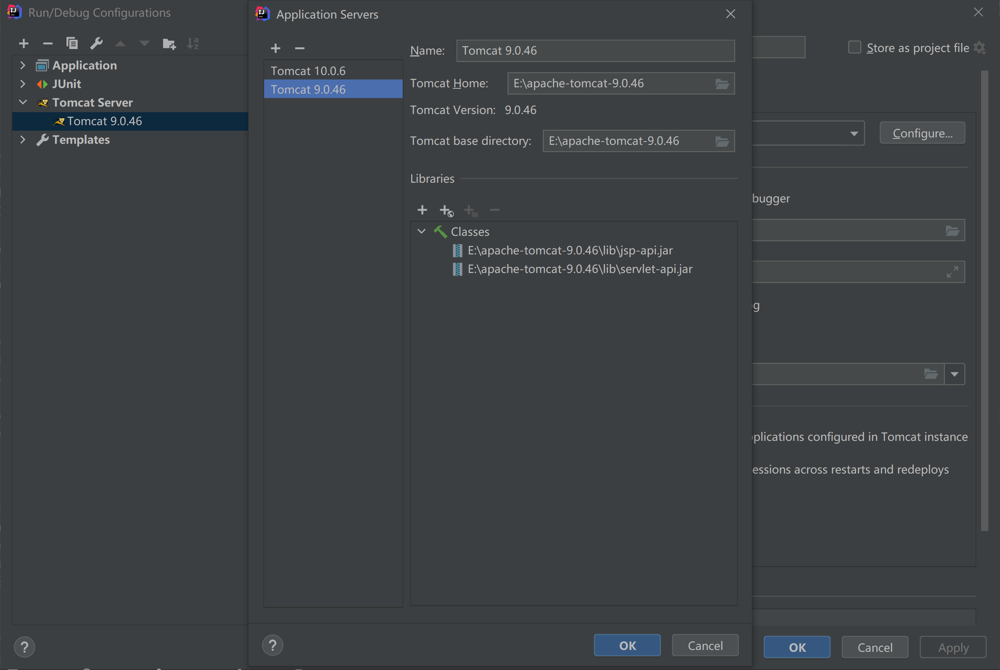 Run/Debug Configurations
Application
JUnit
Tomcat Server
Tomcat 9.0.46
Templates
Application Servers
Tomcat 10.0.6
Tomcat 9.0.46
Name: Tomcat 9.0.46
Tomcat Home: E:\apache-tomcat-9.0.46
Tomcat Version: 9.0.46
Tomcat base directory: E:\apache-tomcat-9.0.46
Libraries
Classes
E:\apache-tomcat-9.0.46\lib\jsp-api.jar
E:\apache-tomcat-9.0.46\lib\servlet-api.jar
OK
Cancel
Store as project file
Configure...
bugger
g
plications configured in Tomcat instance
essions across restarts and redeploys
OK
Cancel
Apply